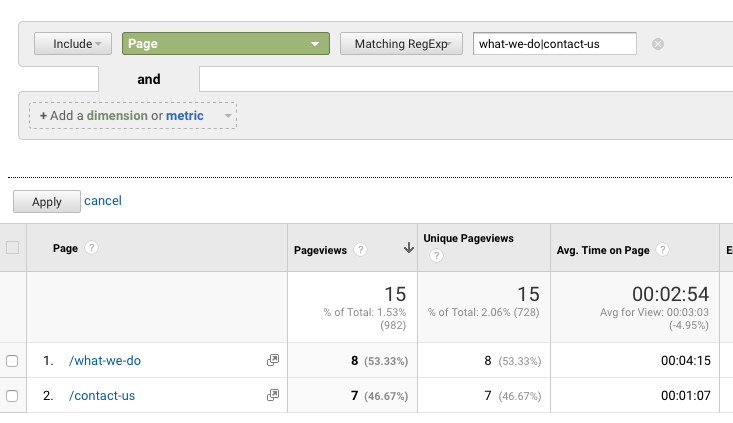 Include Page Matching RegExp what-we-do|contact-us
and
+ Add a dimension or metric
Apply cancel
Page ? Pageviews ? Unique Pageviews ? Avg. Time on Page ? E
15 15 00:02:54
% of Total: 1.53% (982) % of Total: 2.06% (728) Avg for View: 00:03:03 (-4.95%)
1. /what-we-do 8 (53.33%) 8 (53.33%) 00:04:15
2. /contact-us 7 (46.67%) 7 (46.67%) 00:01:07